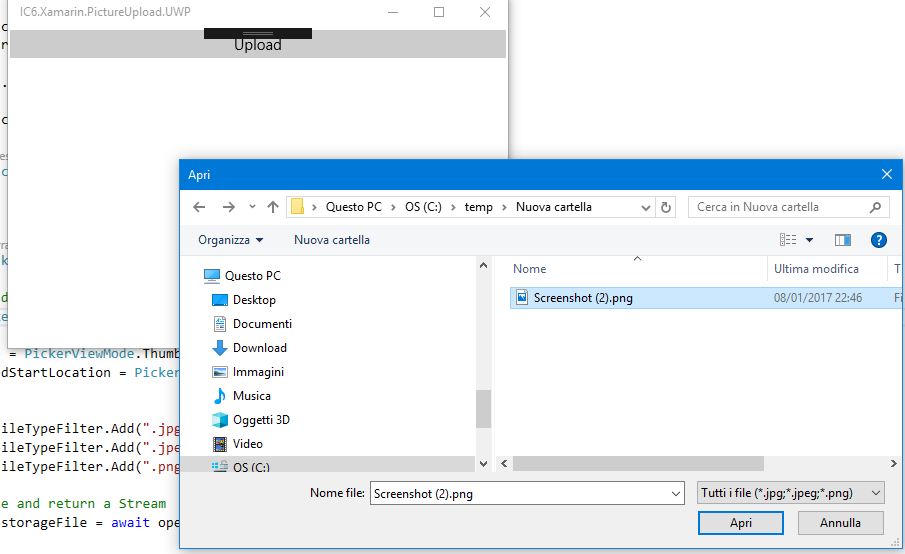 IC6.Xamarin.PictureUpload.UWP
Upload
Apri
Questo PC > OS (C:) > temp > Nuova cartella
Cerca in Nuova cartella
Organizza
Nuova cartella
Questo PC
Desktop
Documenti
Download
Immagini
Musica
Oggetti 3D
Video
OS (C:)
Nome
Ultima modifica
Screenshot (2).png
08/01/2017 22:46
Nome file:
Screenshot (2).png
Tutti i file (*.jpg;*.jpeg;*.png)
Apri
Annulla
= PickerViewMode.Thumb
dStartLocation = Picker
ileTypeFilter.Add(".jpg
ileTypeFilter.Add(".jpe
ileTypeFilter.Add(".png
e and return a Stream
storageFile = await ope